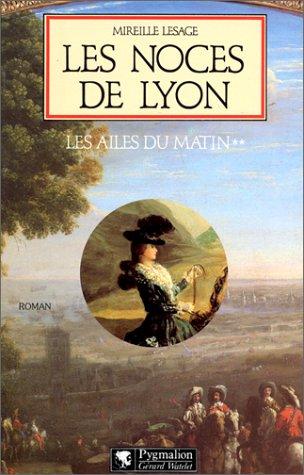 MIREILLE LESAGE
LES NOCES
DE LYON
LES AILES DU MATIN**
ROMAN
Pygmalion
Gérard Watelet